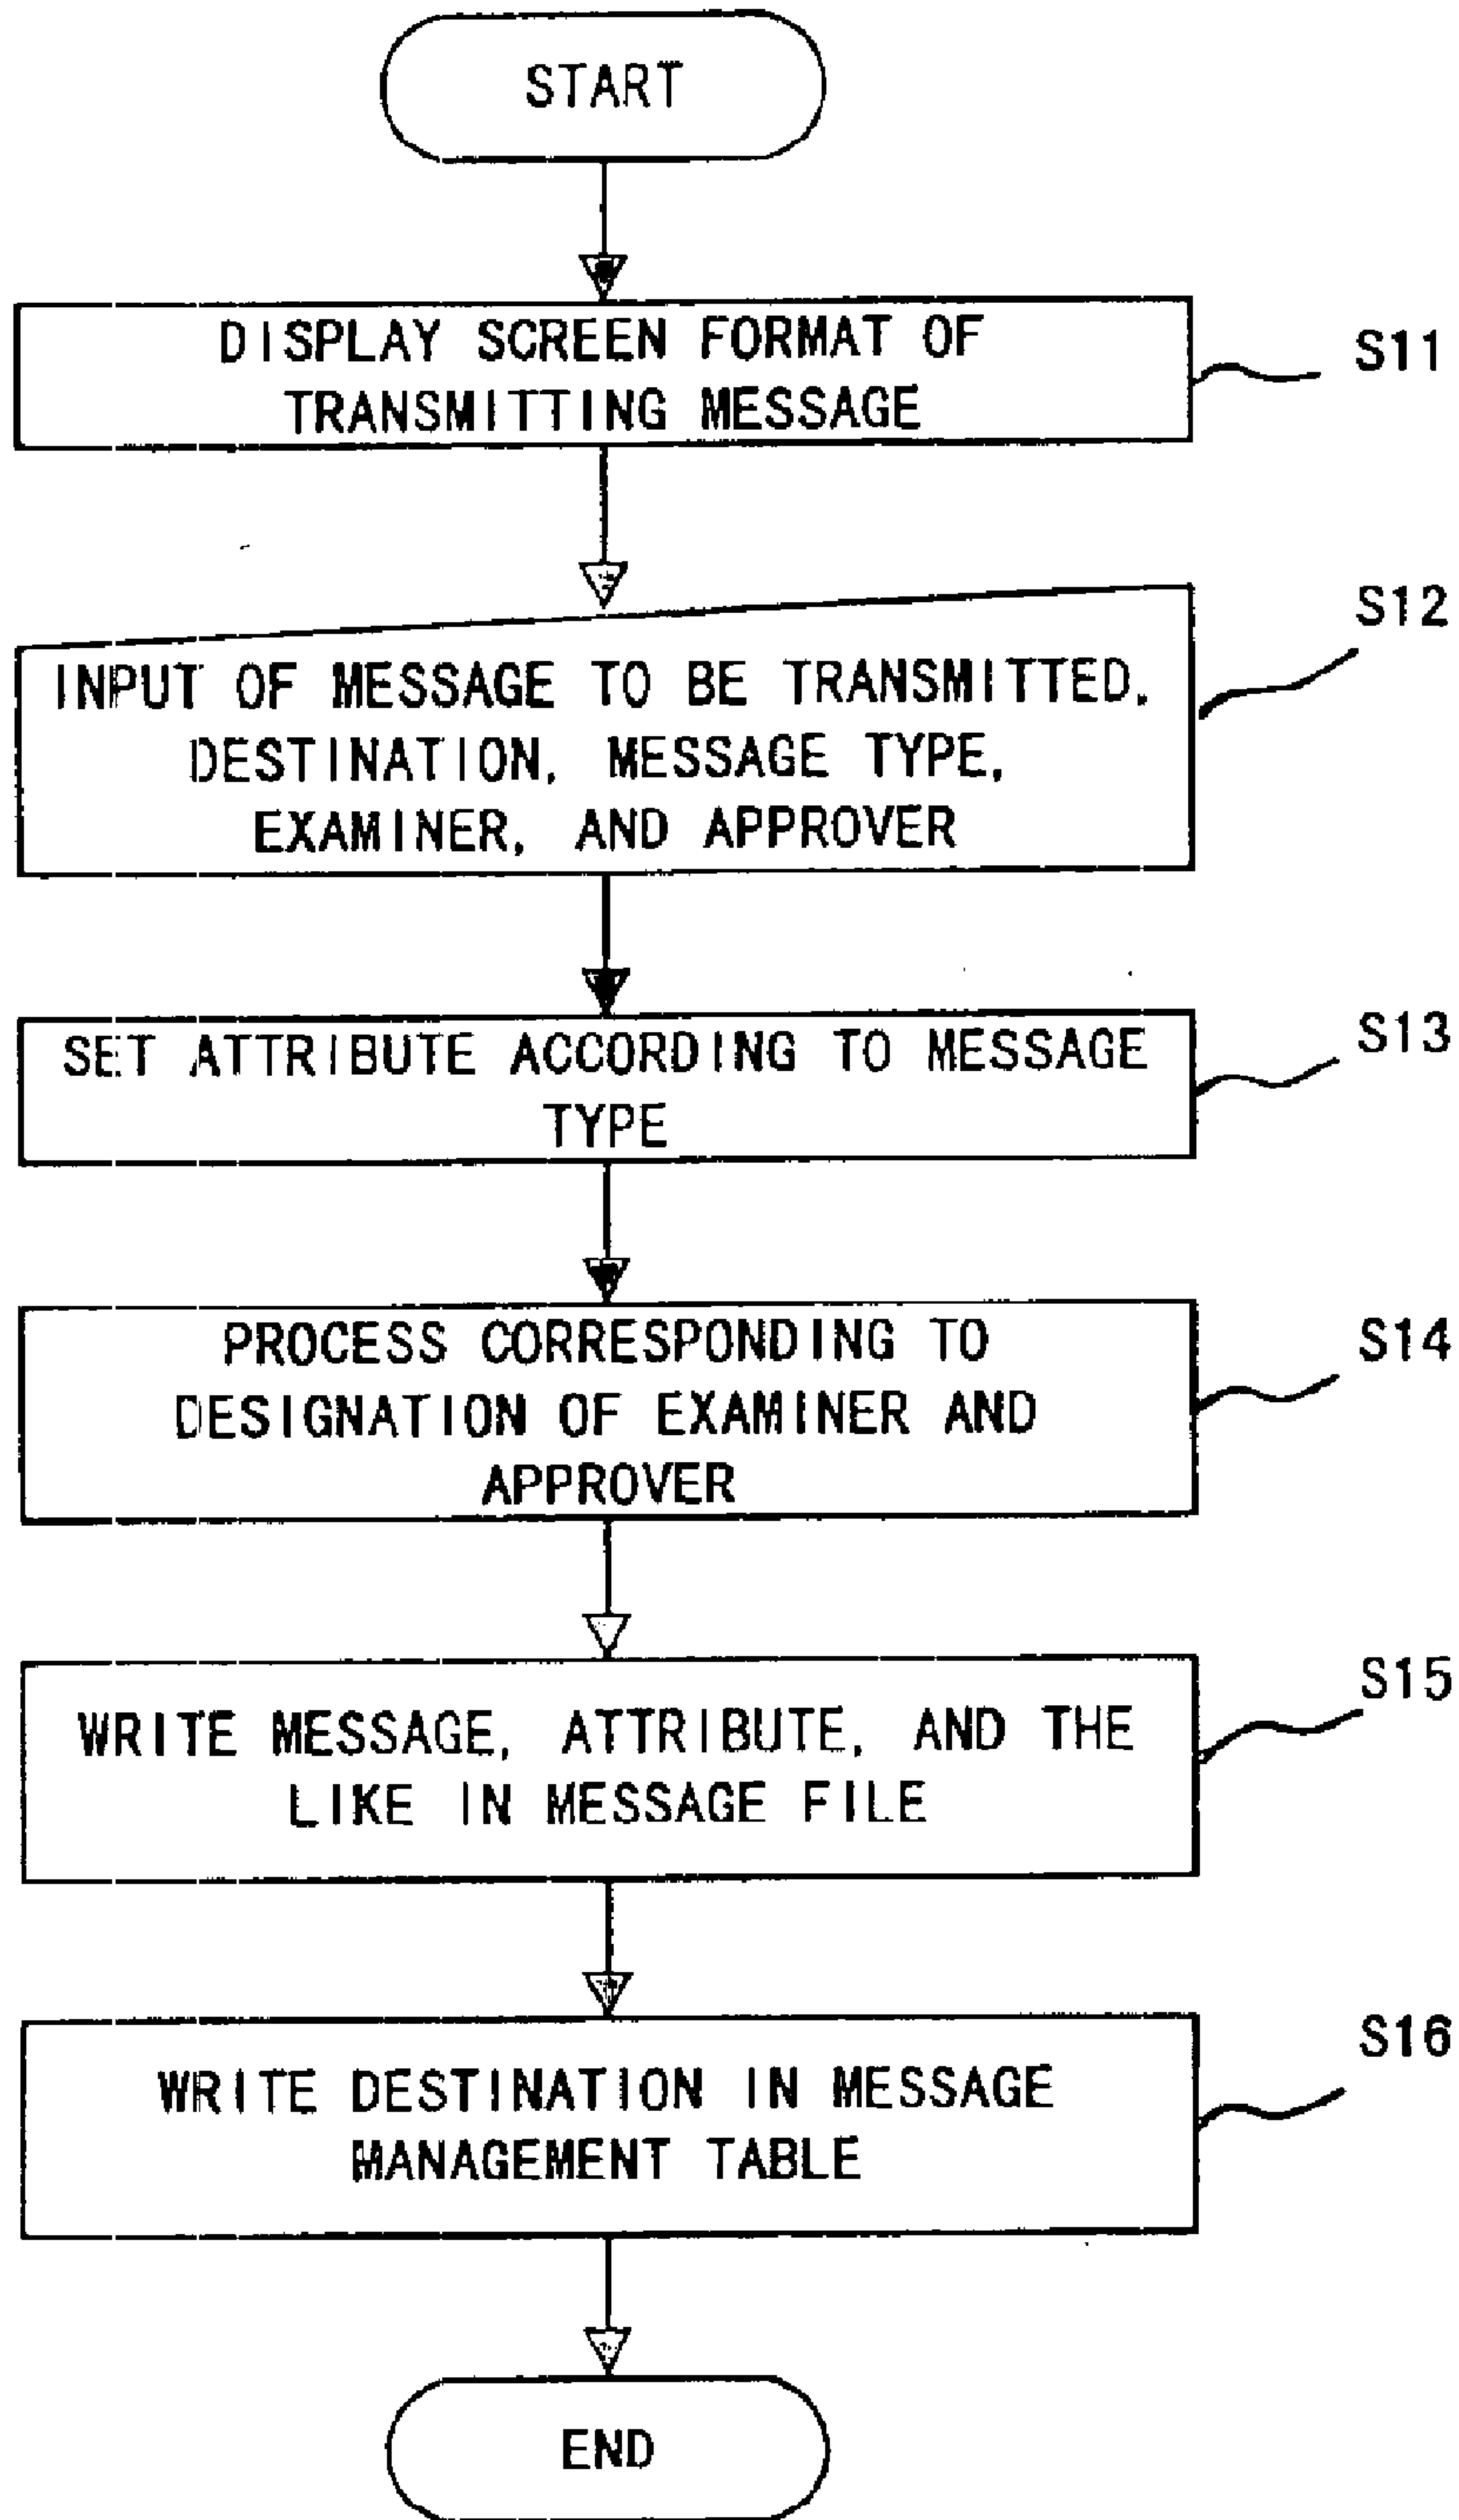 START
DISPLAY SCREEN FORMAT OF
TRANSMITTING MESSAGE
S11
INPUT OF MESSAGE TO BE TRANSMITTED,
DESTINATION, MESSAGE TYPE,
EXAMINER, AND APPROVER
S12
SET ATTRIBUTE ACCORDING TO MESSAGE
TYPE
S13
PROCESS CORRESPONDING TO
DESIGNATION OF EXAMINER AND
APPROVER
S14
WRITE MESSAGE, ATTRIBUTE, AND THE
LIKE IN MESSAGE FILE
S15
WRITE DESTINATION IN MESSAGE
MANAGEMENT TABLE
S16
END